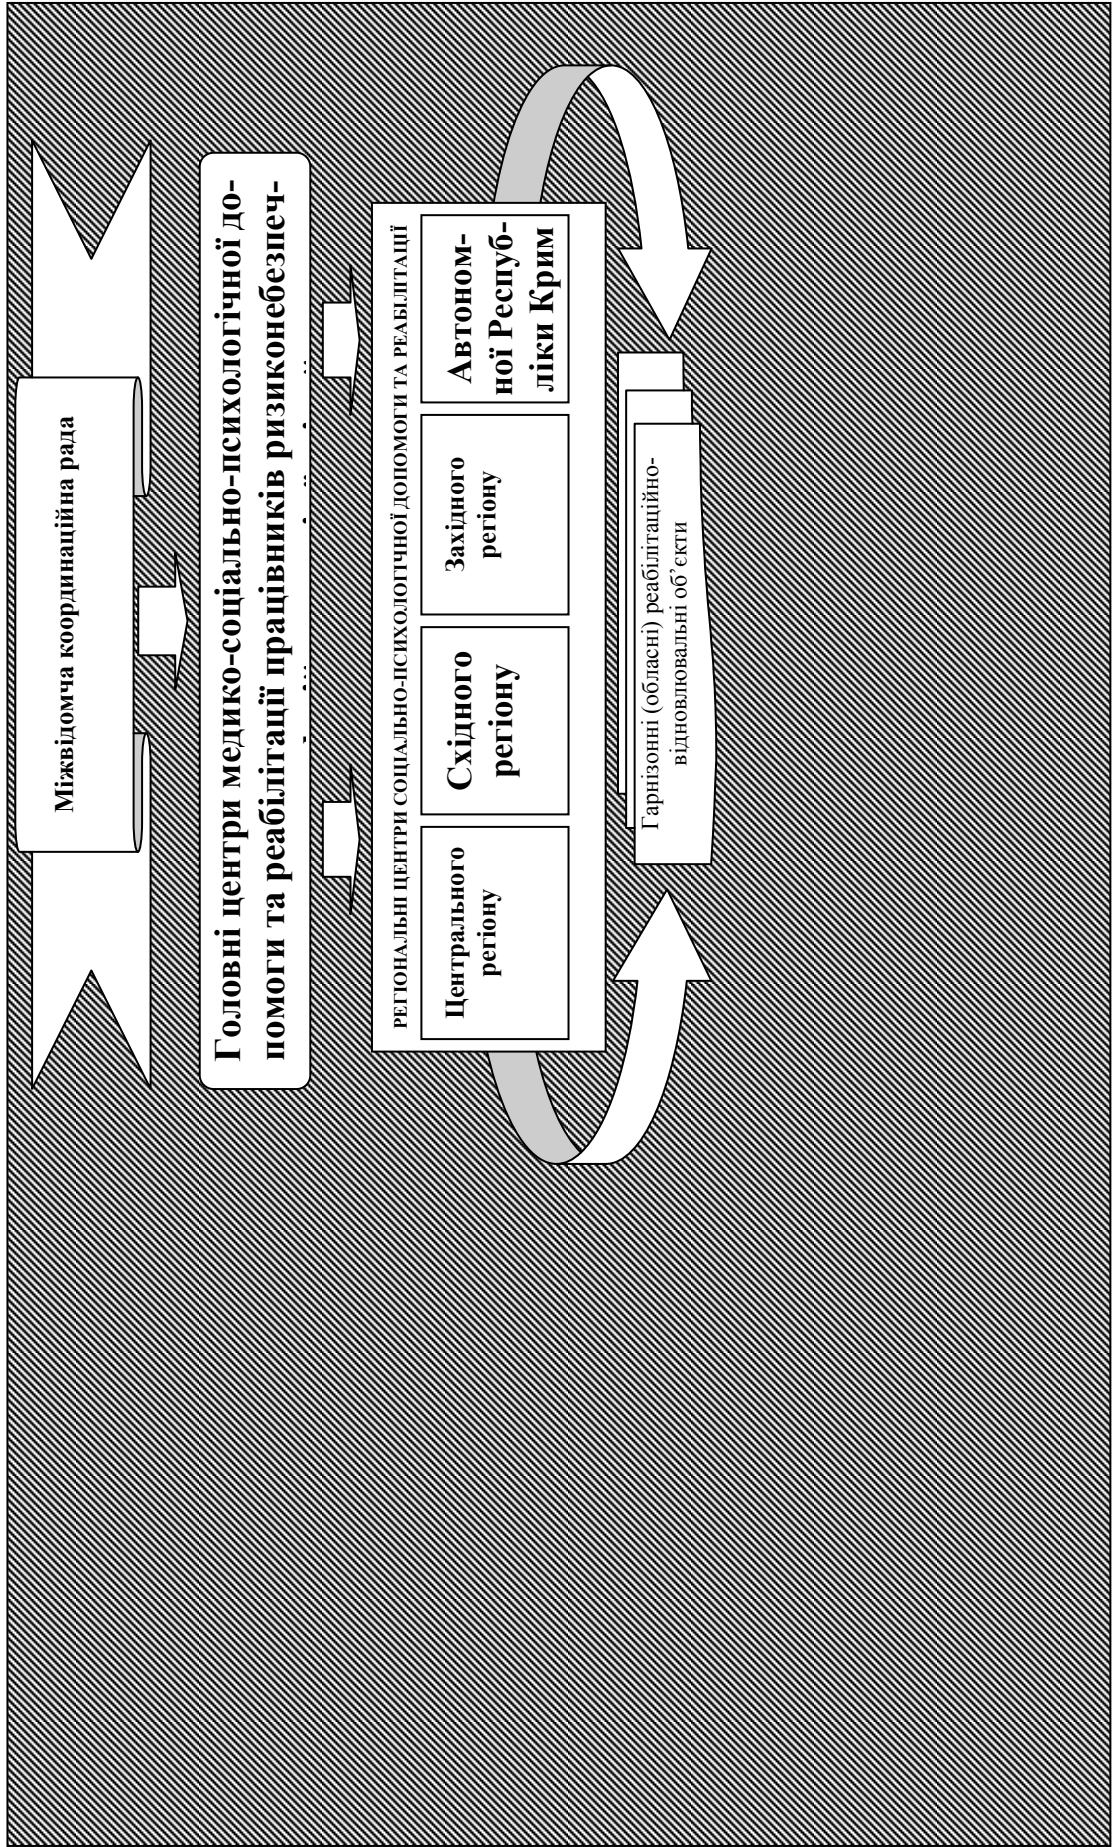 Міжвідомча координаційна рада
Головні центри медико-соціально-психологічної до-
помоги та реабілітації працівників ризиконебезпеч-
РЕГІОНАЛЬНІ ЦЕНТРИ СОЦІАЛЬНО-ПСИХОЛОГІЧНОЇ ДОПОМОГИ ТА РЕАБІЛІТАЦІЇ
Центрального
регіону
Східного
регіону
Західного
регіону
Автоном-
ної Респуб-
ліки Крим
Гарнізонні (обласні) реабілітаційно-
відновлювальні об’єкти